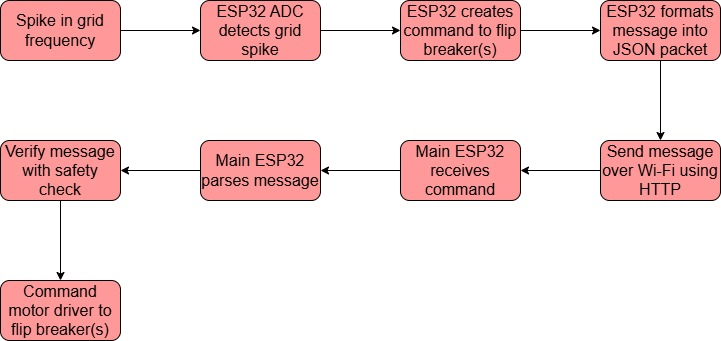 Spike in grid
frequency
ESP32 ADC
detects grid
spike
ESP32 creates
command to flip
breaker(s)
ESP32 formats
message into
JSON packet
Send message
over Wi-Fi using
HTTP
Main ESP32
receives
command
Main ESP32
parses message
Verify message
with safety
check
Command
motor driver to
flip breaker(s)